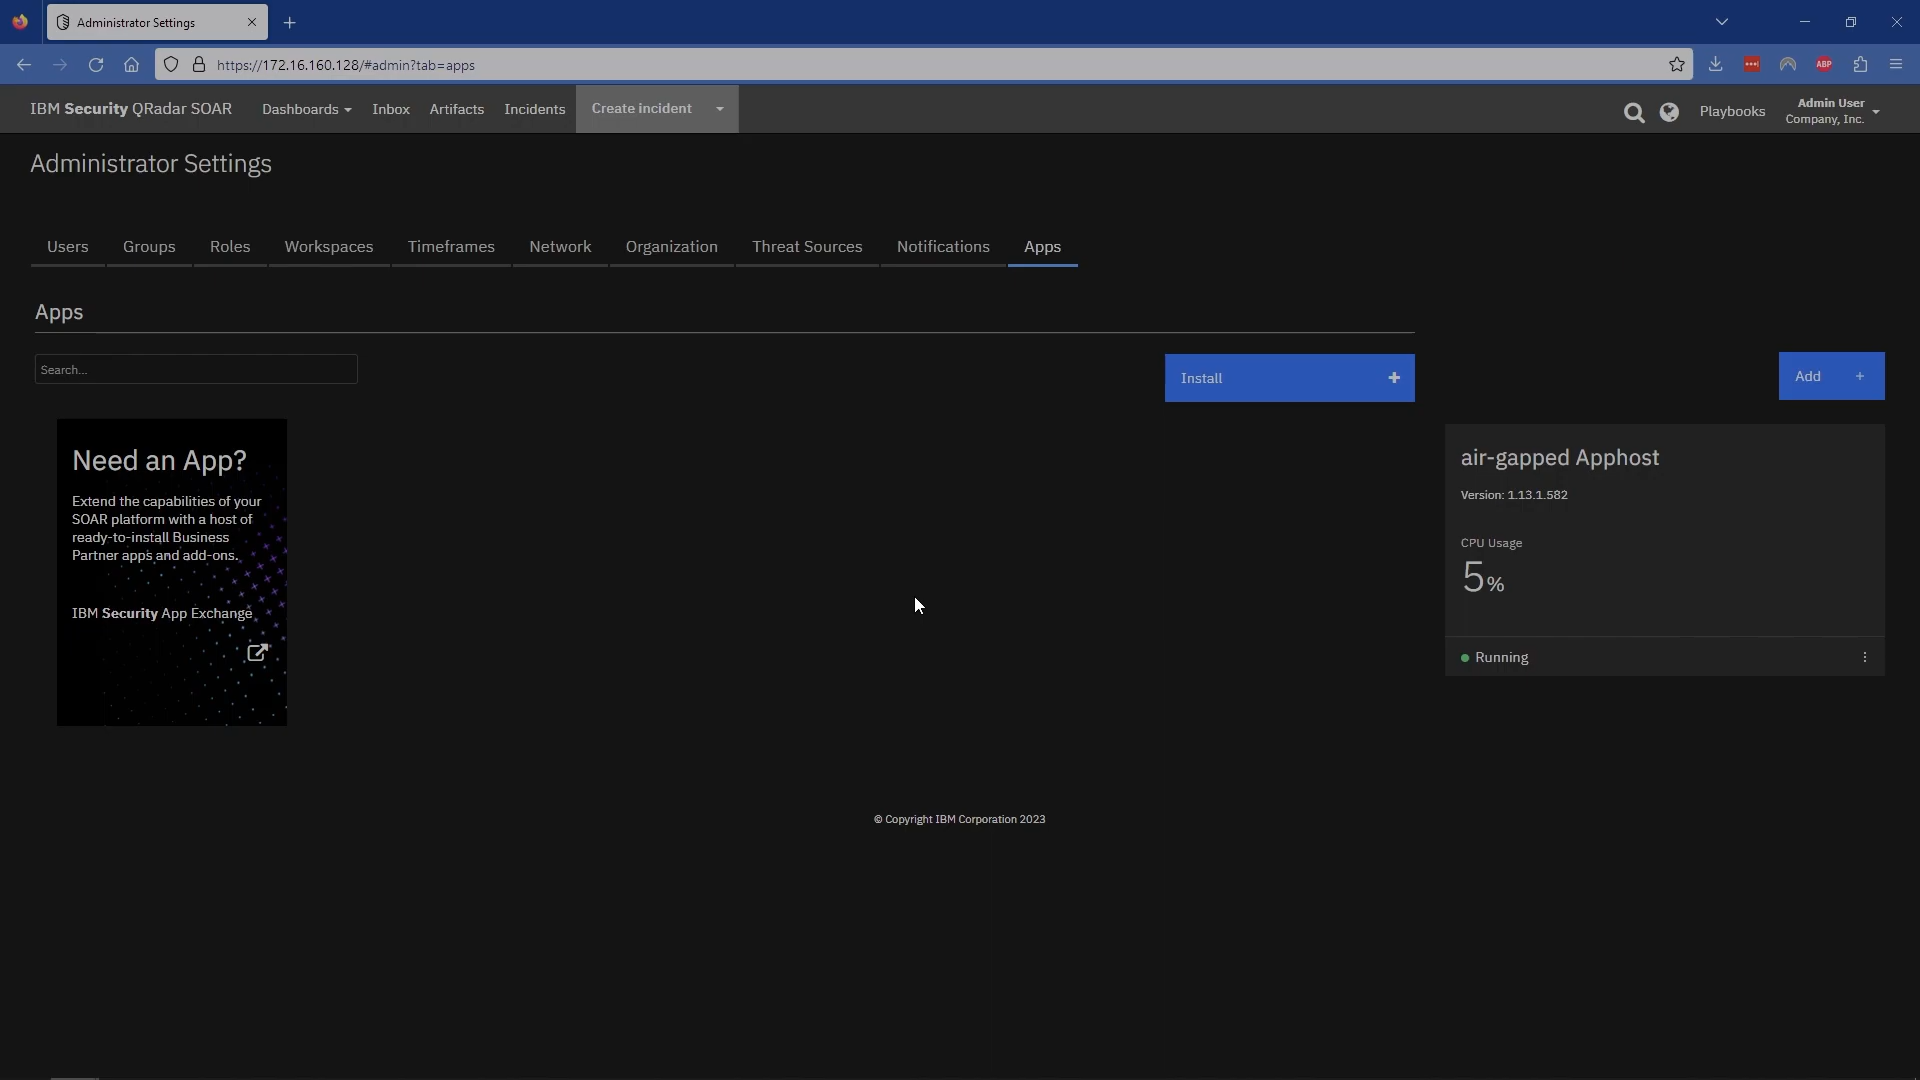 Administrator Settings
https://172.16.160.128/#admin?tab=apps
ABP
IBM Security QRadar SOAR
Dashboards
Inbox
Artifacts
Incidents
Create incident
Playbooks
Admin User
Company, Inc.
Administrator Settings
Users
Groups
Roles
Workspaces
Timeframes
Network
Organization
Threat Sources
Notifications
Apps
Apps
Search...
Install
Add
Need an App?
Extend the capabilities of your
SOAR platform with a host of
ready-to-install Business
Partner apps and add-ons.
IBM Security App Exchange
air-gapped Apphost
Version: 1.13.1.582
CPU Usage
5%
Running
© Copyright IBM Corporation 2023